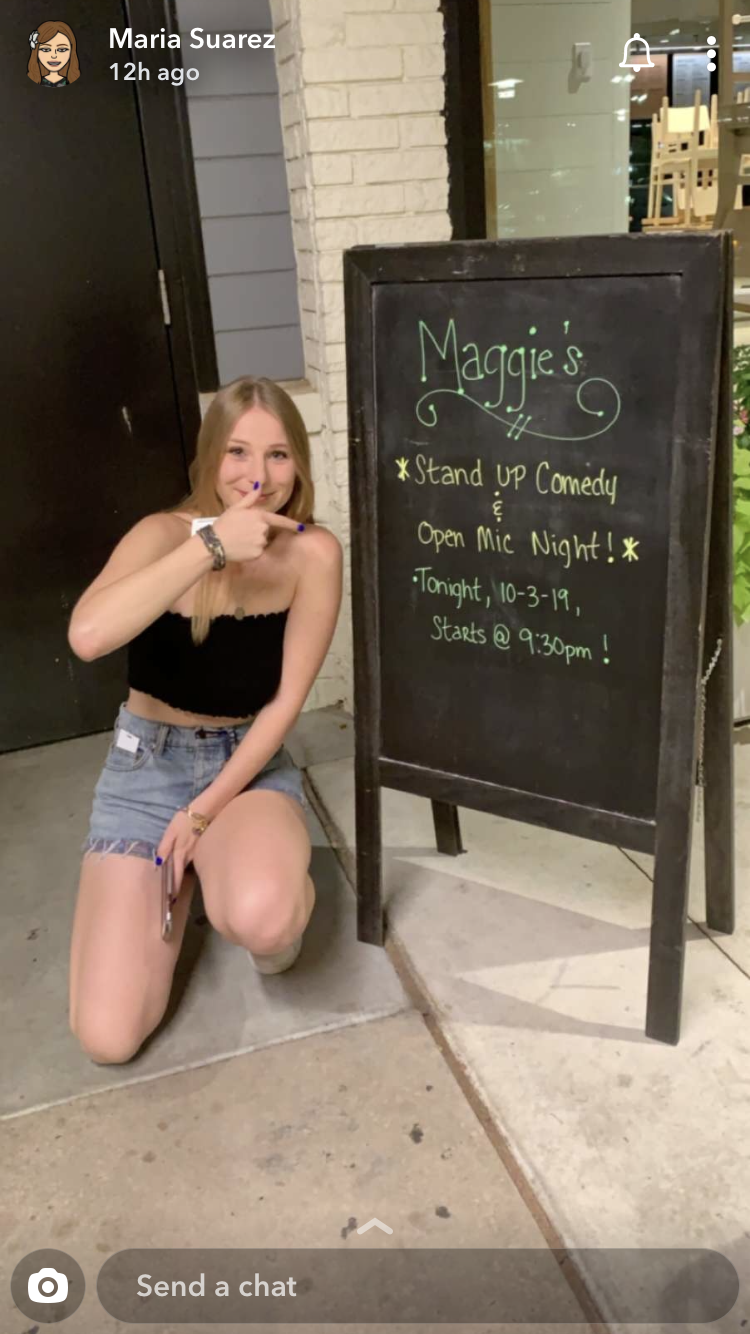 Maria Suarez
12h ago
Maggie's
*Stand UP Comedy
&
Open Mic Night!*
·Tonight, 10-3-19,
Starts @ 9:30pm!
Send a chat